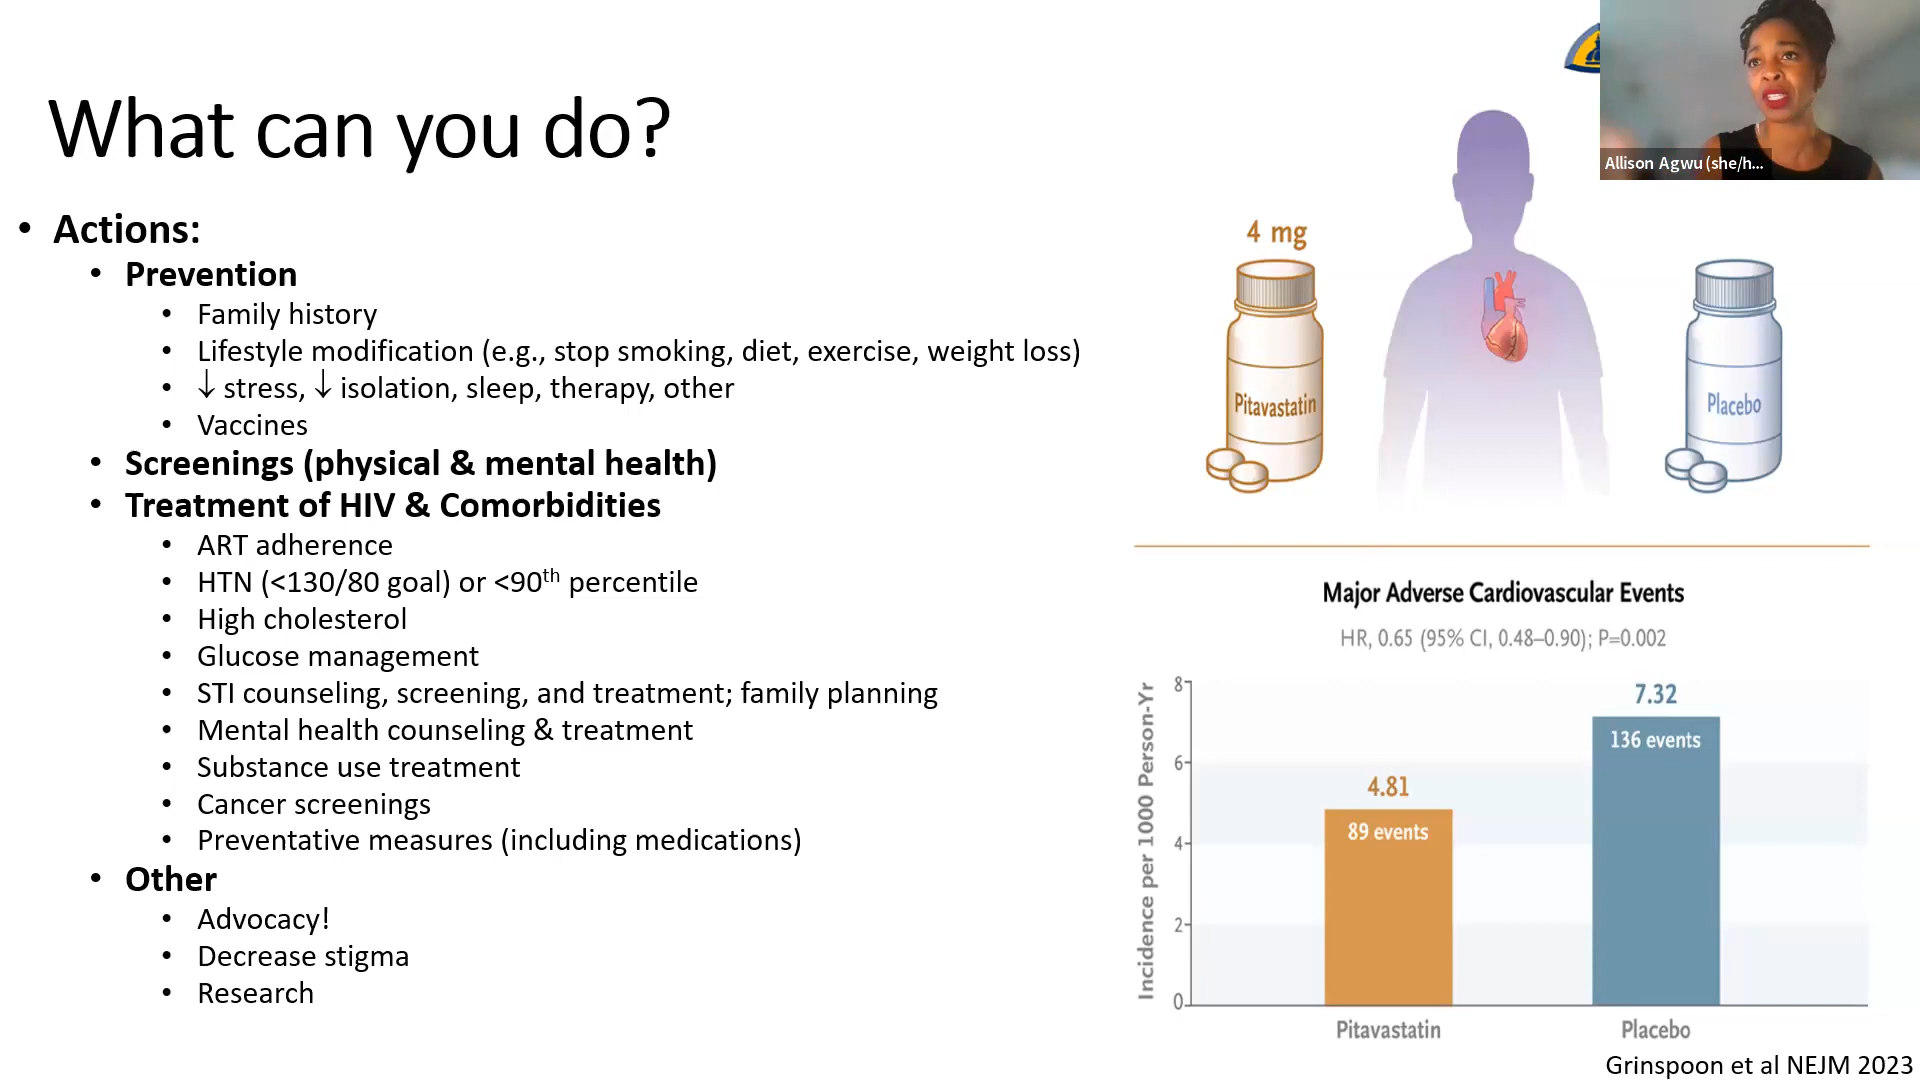 What can you do?
• Actions:
• Prevention
• Family history
• Lifestyle modification (e.g., stop smoking, diet, exercise, weight loss)
• ↓ stress, ↓ isolation, sleep, therapy, other
• Vaccines
• Screenings (physical & mental health)
• Treatment of HIV & Comorbidities
• ART adherence
• HTN (<130/80 goal) or <90th percentile
• High cholesterol
• Glucose management
• STI counseling, screening, and treatment; family planning
• Mental health counseling & treatment
• Substance use treatment
• Cancer screenings
• Preventative measures (including medications)
• Other
• Advocacy!
• Decrease stigma
• Research
Allison Agwu (she/h...
4 mg
Pitavastatin
Placebo
Major Adverse Cardiovascular Events
HR, 0.65 (95% CI, 0.48–0.90); P=0.002
Incidence per 1000 Person-Yr
8
6
4
2
0
4.81
89 events
7.32
136 events
Pitavastatin
Placebo
Grinspoon et al NEJM 2023